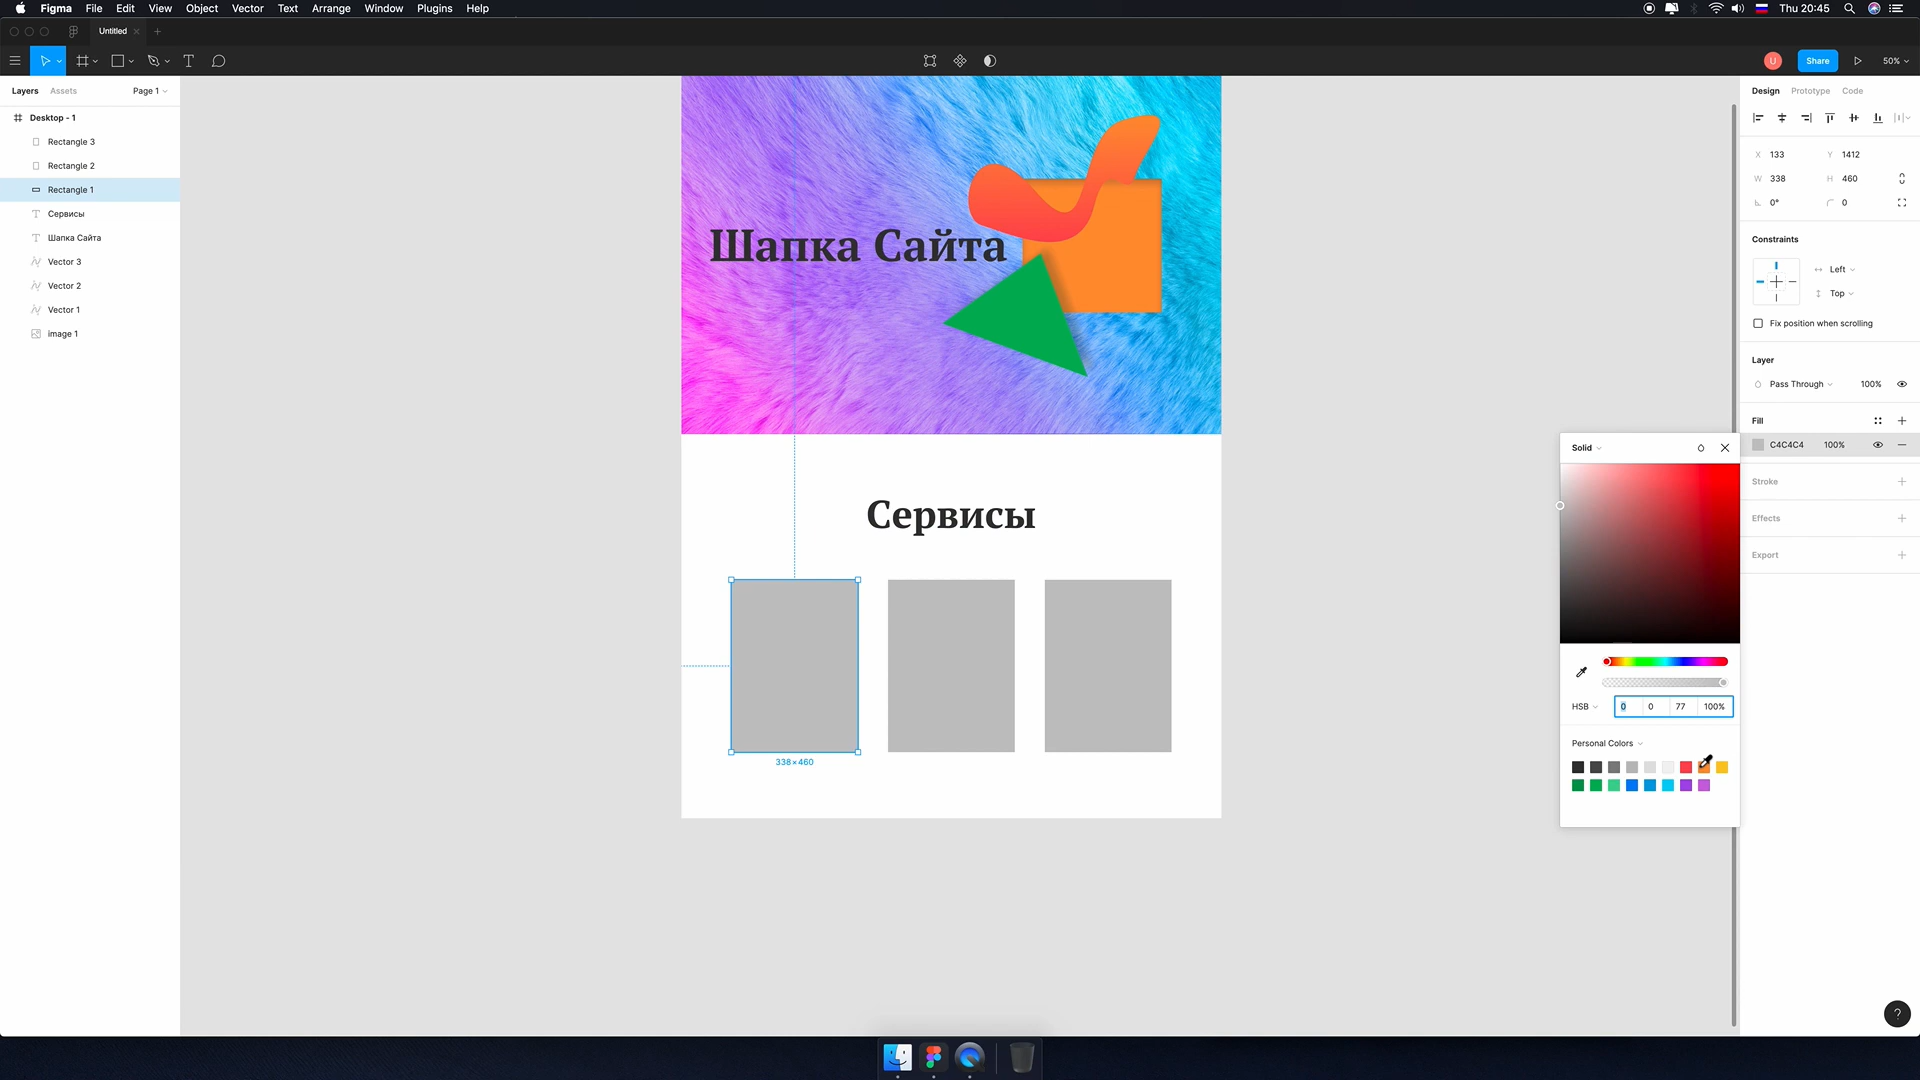 Figma File Edit View Object Vector Text Arrange Window Plugins Help Thu 20:45
Untitled
U Share 50%
Layers Assets Page 1
Desktop - 1
Rectangle 3
Rectangle 2
Rectangle 1
Сервисы
Шапка Сайта
Vector 3
Vector 2
Vector 1
image 1
Шапка Сайта
Сервисы
338×460
Design Prototype Code
X 133 Y 1412
W 338 H 460
0° 0
Constraints
Left
Top
Fix position when scrolling
Layer
Pass Through 100%
Fill
C4C4C4 100%
Stroke
Effects
Export
Solid
HSB 0 0 77 100%
Personal Colors
?